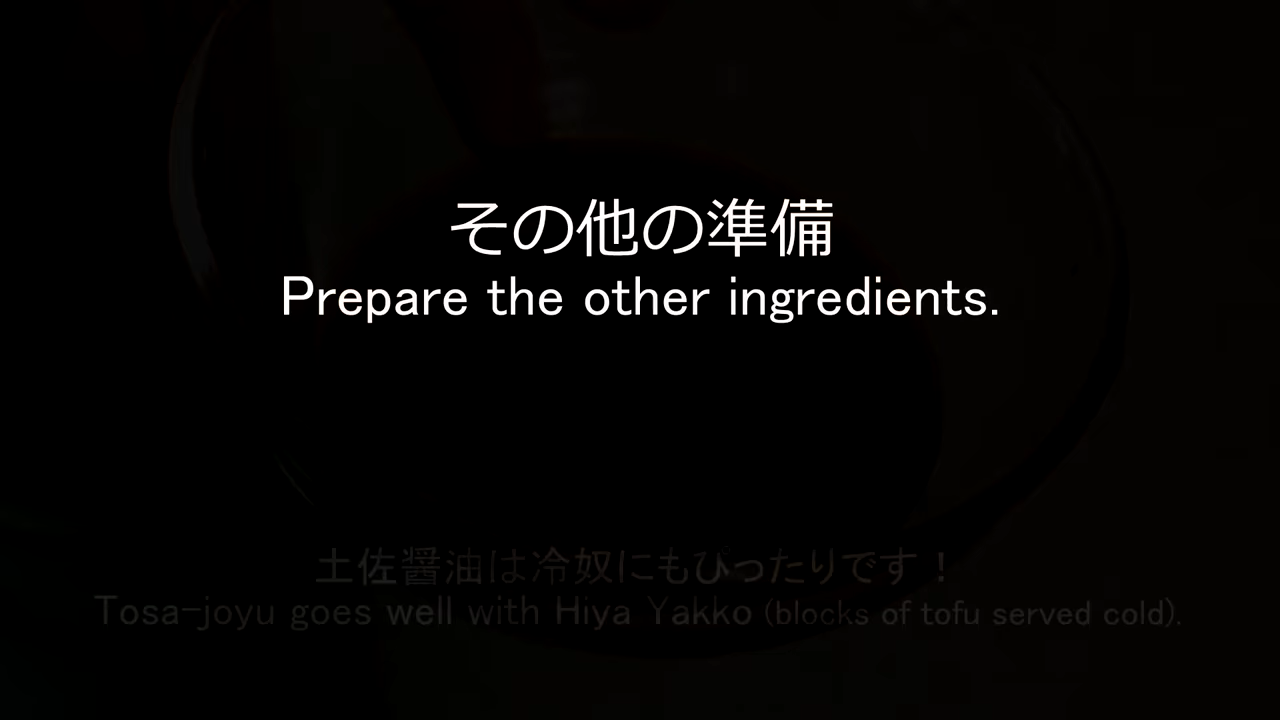 その他の準備
Prepare the other ingredients.
土佐醤油は冷奴にもぴったりです！
Tosa-joyu goes well with Hiya Yakko (blocks of tofu served cold).